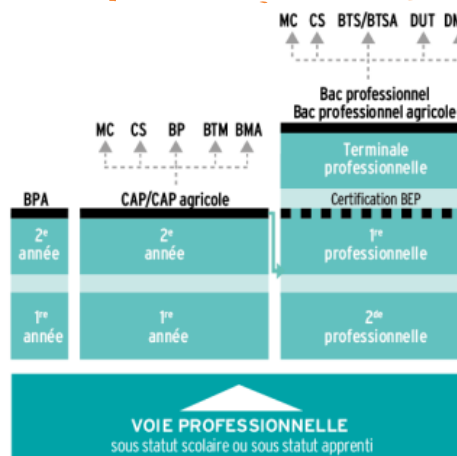 MC CS BTS/BTSA DUT
Bac professionnel
Bac professionnel agricole
MC CS BP BTM BMA
Terminale
professionnelle
BPA
CAP/CAP agricole
Certification BEP
2e
année
2e
année
1re
professionnelle
1re
année
1re
année
2de
professionnelle
VOIE PROFESSIONNELLE
sous statut scolaire ou sous statut apprenti